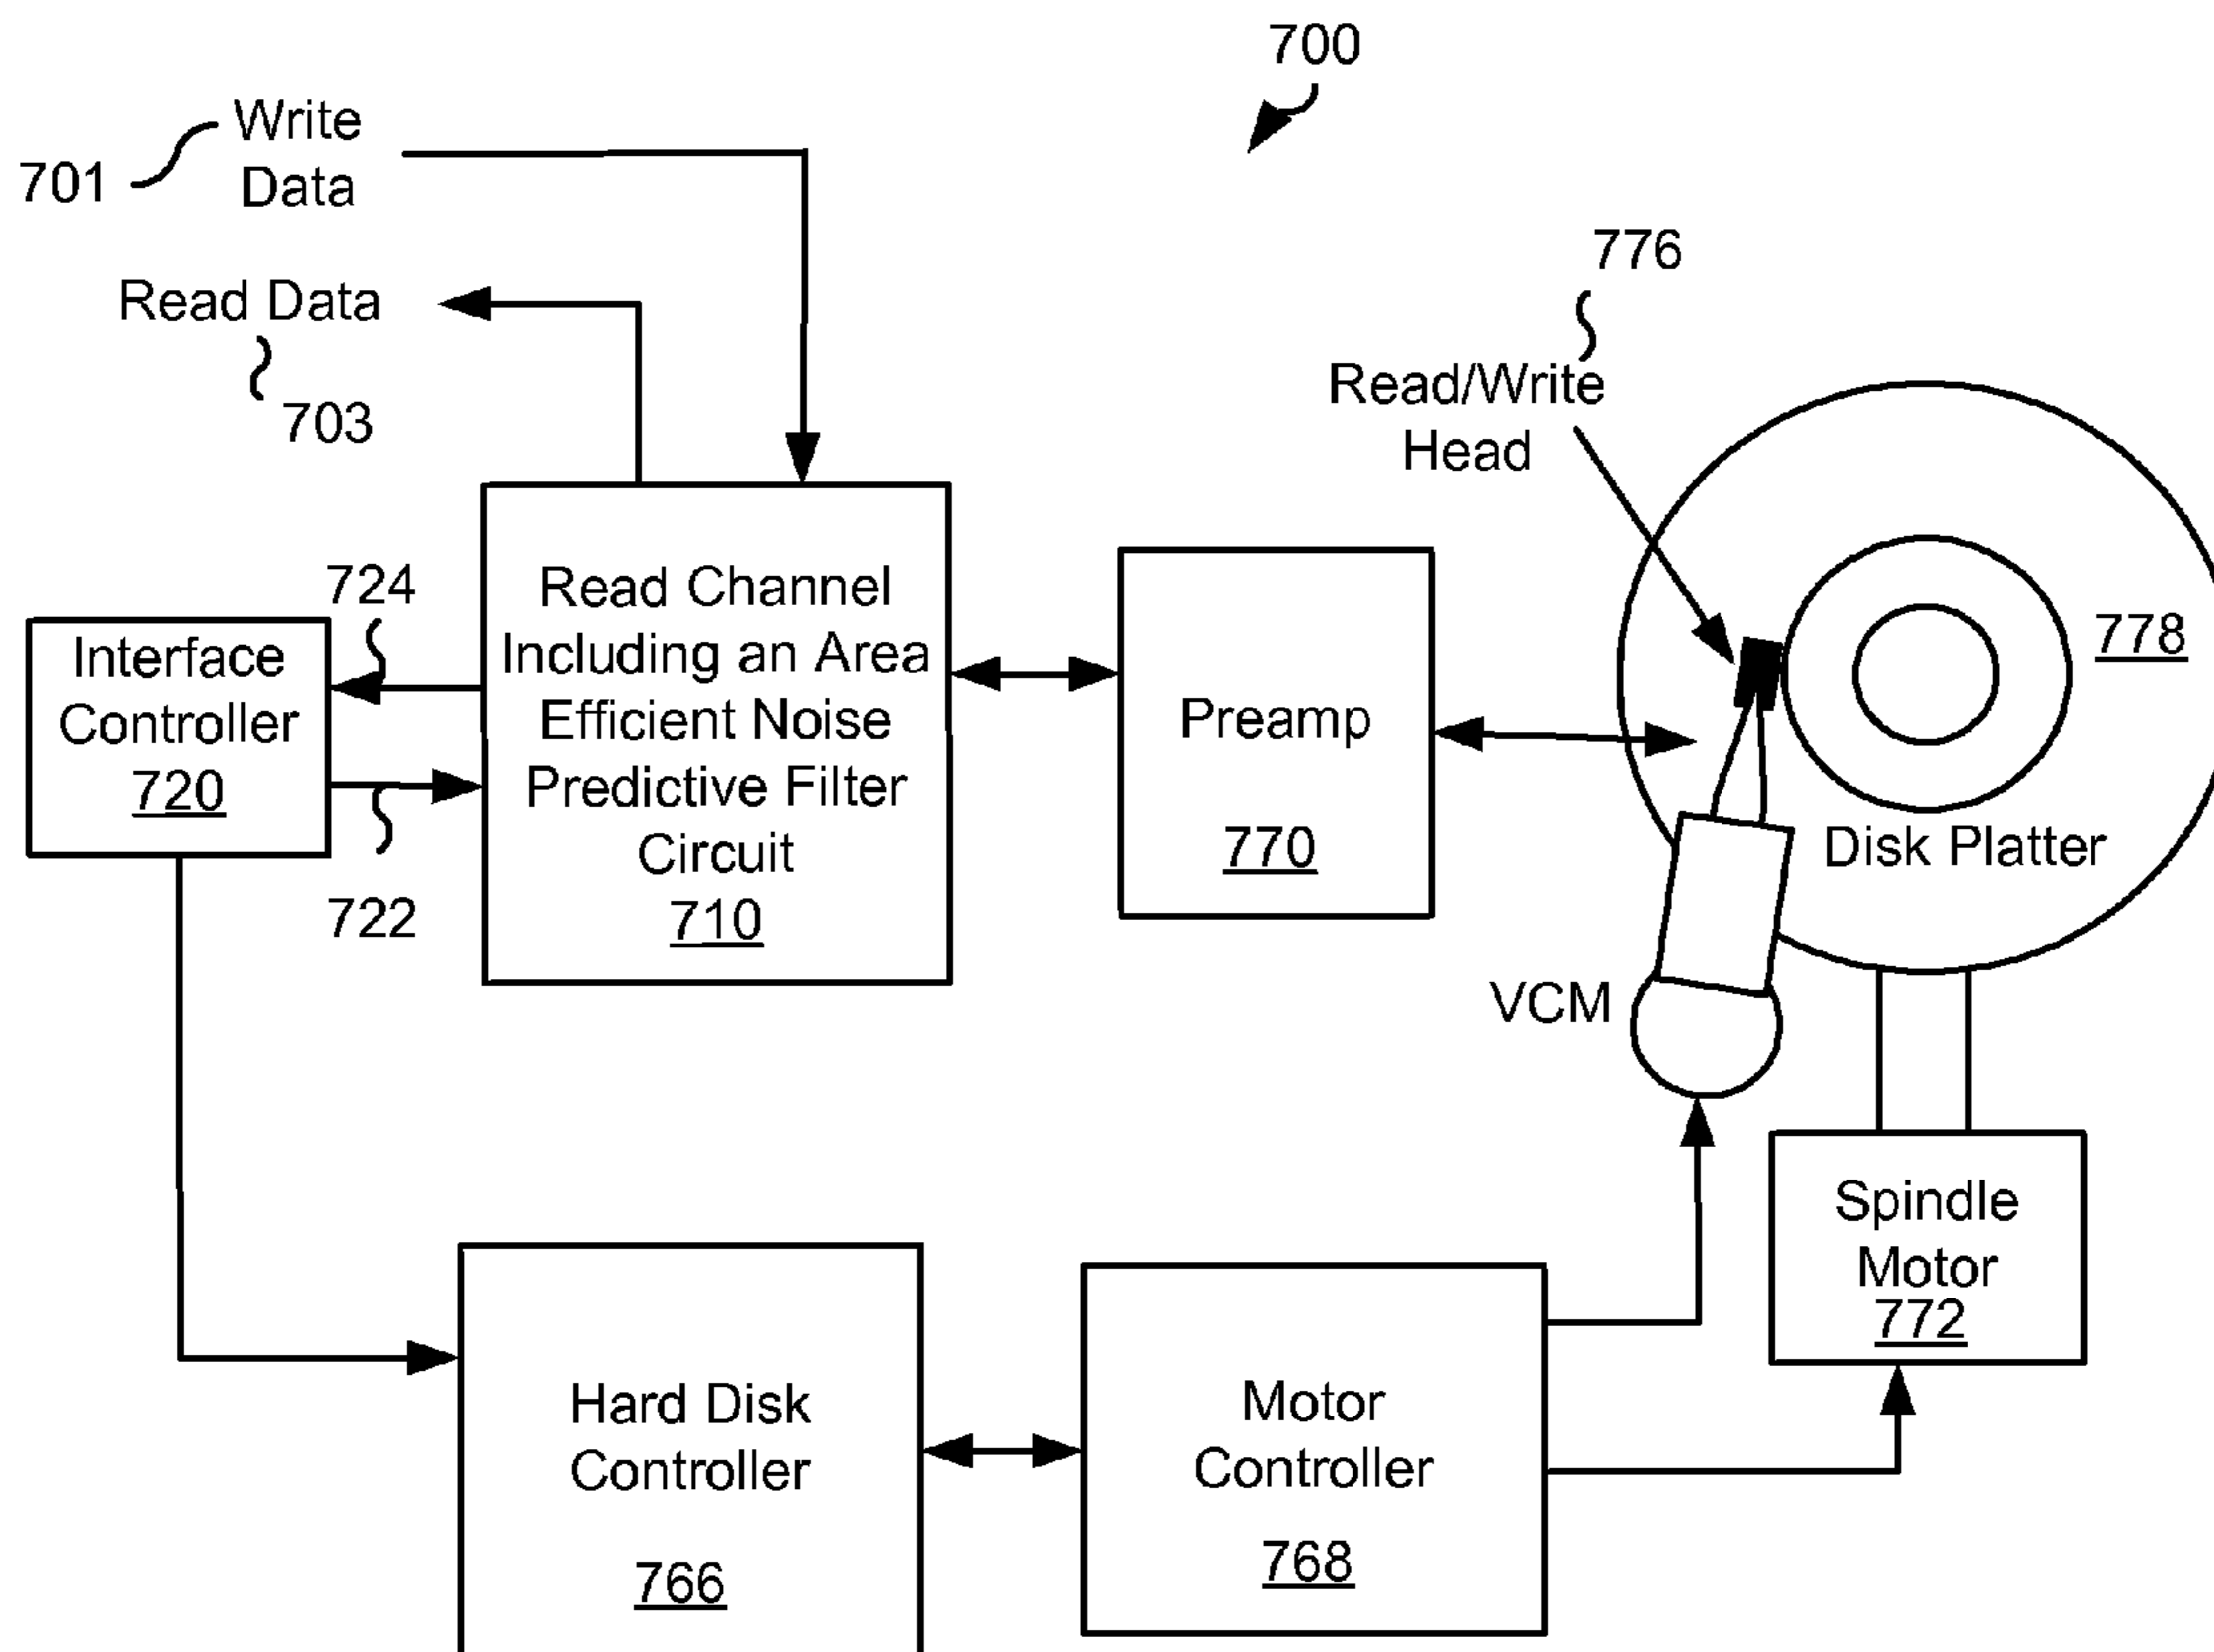 700
701
Write
Data
Read Data
703
776
Read/Write
Head
724
Interface
Controller
720
722
Read Channel
Including an Area
Efficient Noise
Predictive Filter
Circuit
710
Preamp
770
778
Disk Platter
VCM
Spindle
Motor
772
Hard Disk
Controller
766
Motor
Controller
768